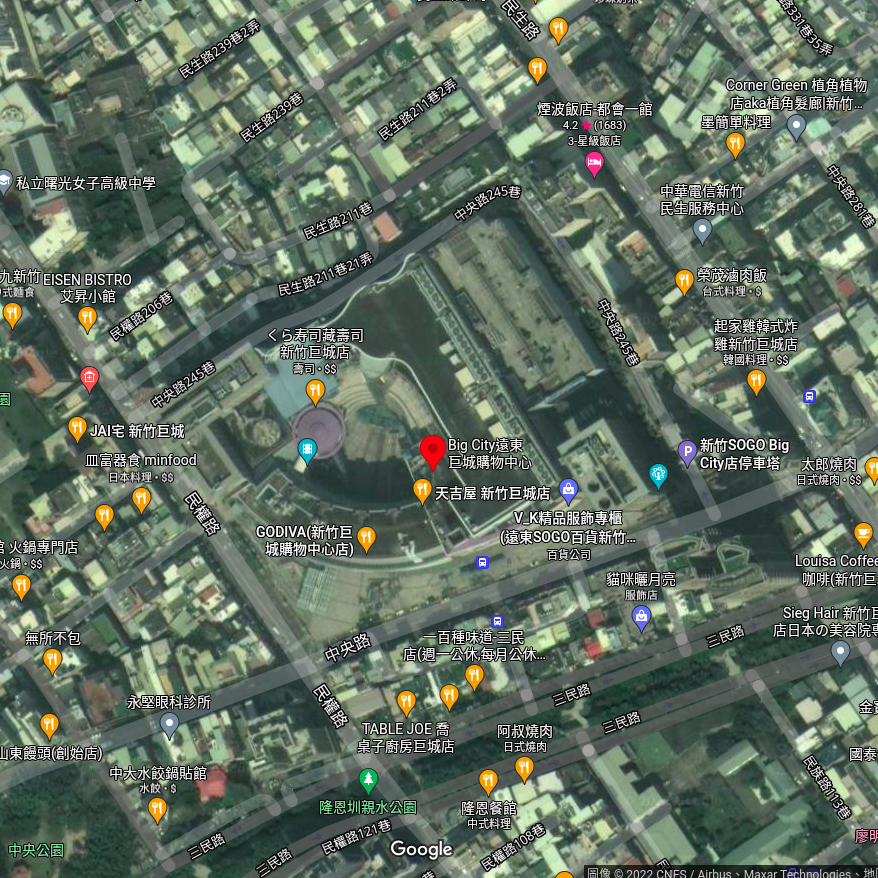 民生路
民生路239巷2弄
中央路331巷35弄
民生路239巷
民生路211巷2弄
Corner Green 植角植物
店aka植角髮廊|新竹...
煙波飯店-都會一館
4.2 ★ (1683)
3-星級飯店
墨簡單料理
私立曙光女子高級中學
中華電信新竹
民生服務中心
中央路281巷
民生路211巷
中央路245巷
民生路211巷21弄
九新竹
EISEN BISTRO
艾昇小館
民權路206巷
榮茂滷肉飯
台式料理・$
中央路245巷
くら寿司藏壽司
新竹巨城店
壽司・$$
起家雞韓式炸
雞新竹巨城店
韓國料理・$$
中央路245巷
園
JAI宅 新竹巨城
Big City遠東
巨城購物中心
新竹SOGO Big
City店停車塔
皿富器食 minfood
日本料理・$$
太郎燒肉
日式燒肉・$$
天吉屋 新竹巨城店
民權路
V_K精品服飾專櫃
(遠東SOGO百貨新竹...
百貨公司
GODIVA(新竹巨
城購物中心店)
火鍋專門店
火鍋・$$
Louisa Coffee
咖啡(新竹巨
貓咪曬月亮
服飾店
Sieg Hair 新竹巨
店日本の美容院專
無所不包
中央路
一百種味道-三民
店(週一公休,每月公休...
三民路
三民路
民權路
永堅眼科診所
TABLE JOE 喬
桌子廚房巨城店
阿叔燒肉
日式燒肉
三民路
山東饅頭(創始店)
國泰
中大水餃鍋貼館
水餃・$
隆恩圳親水公園
隆恩餐館
中式料理
民族路113巷
中央公園
三民路
三民路
民權路121巷
Google
民權路108巷
圖像 © 2022 CNES / Airbus、Maxar Technologies、地圖